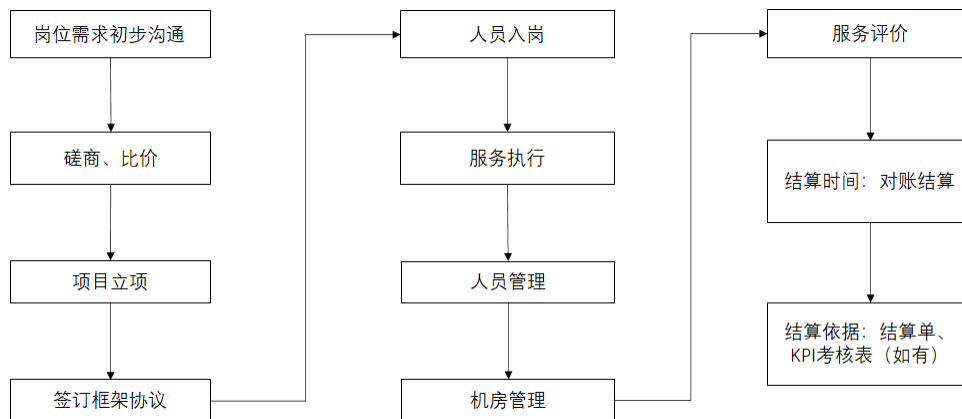 岗位需求初步沟通
磋商、比价
项目立项
签订框架协议
人员入岗
服务执行
人员管理
机房管理
服务评价
结算时间：对账结算
结算依据：结算单、
KPI考核表（如有）